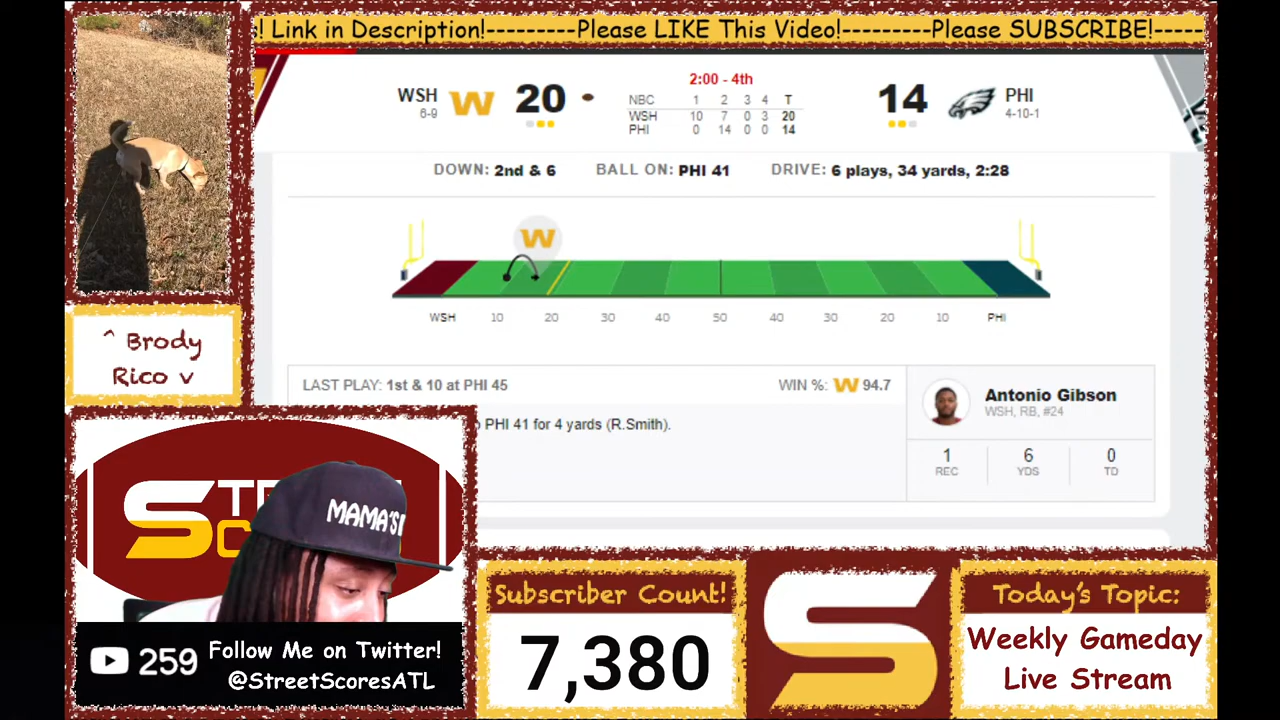 ! Link in Description!---------Please LIKE This Video!---------Please SUBSCRIBE!-----
WSH
6-9
W
20
2:00 - 4th
NBC 1 2 3 4 T
WSH 10 7 0 3 20
PHI 0 14 0 0 14
14
PHI
4-10-1
DOWN: 2nd & 6
BALL ON: PHI 41
DRIVE: 6 plays, 34 yards, 2:28
W
WSH 10 20 30 40 50 40 30 20 10 PHI
LAST PLAY: 1st & 10 at PHI 45
WIN %: W 94.7
PHI 41 for 4 yards (R.Smith).
Antonio Gibson
WSH, RB, #24
1 6 0
REC YDS TD
^ Brody
Rico v
MAMA'S
259
Follow Me on Twitter!
@StreetScoresATL
Subscriber Count!
7,380
S
Today's Topic:
Weekly Gameday
Live Stream